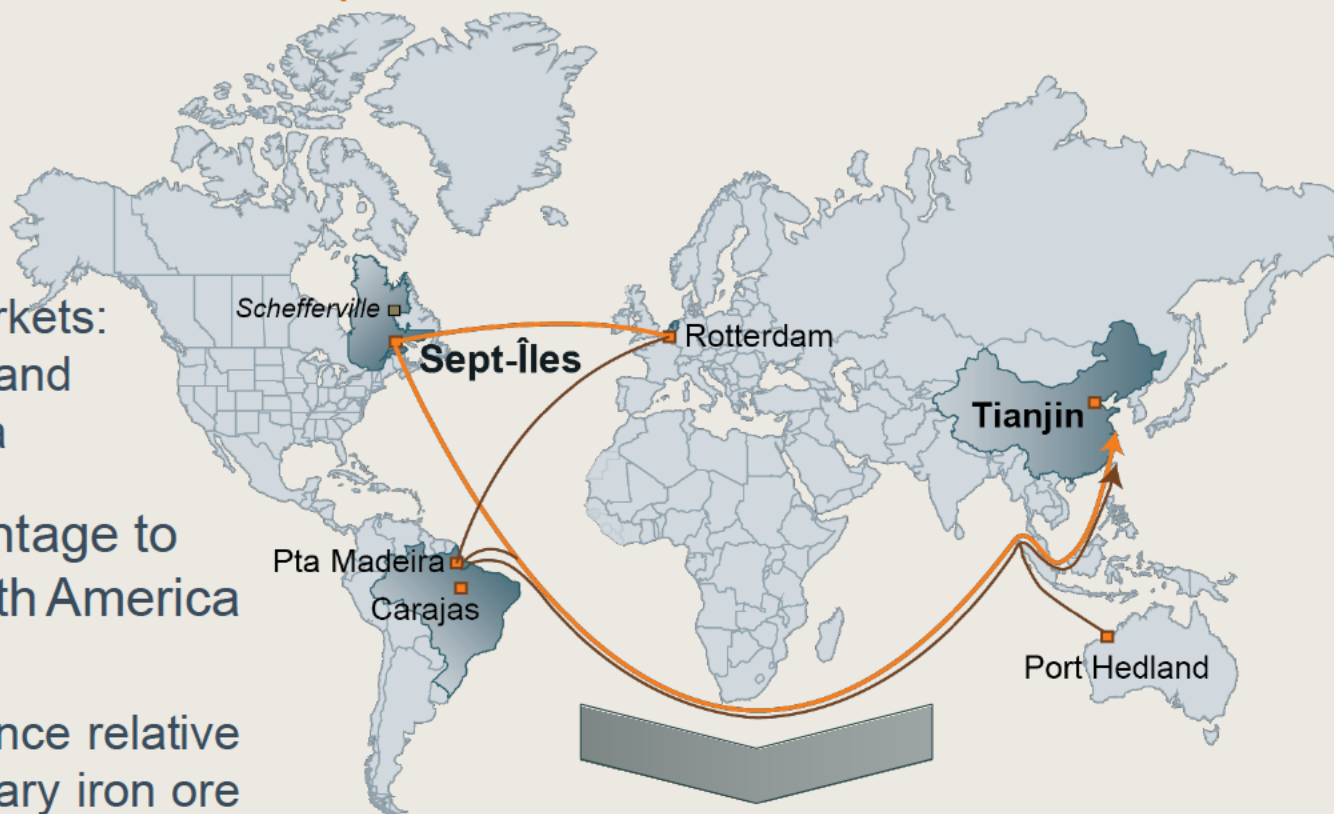 rkets:
and
a
ntage to
th America
nce relative
ary iron ore
Schefferville
Sept-Îles
Rotterdam
Tianjin
Pta Madeira
Carajas
Port Hedland